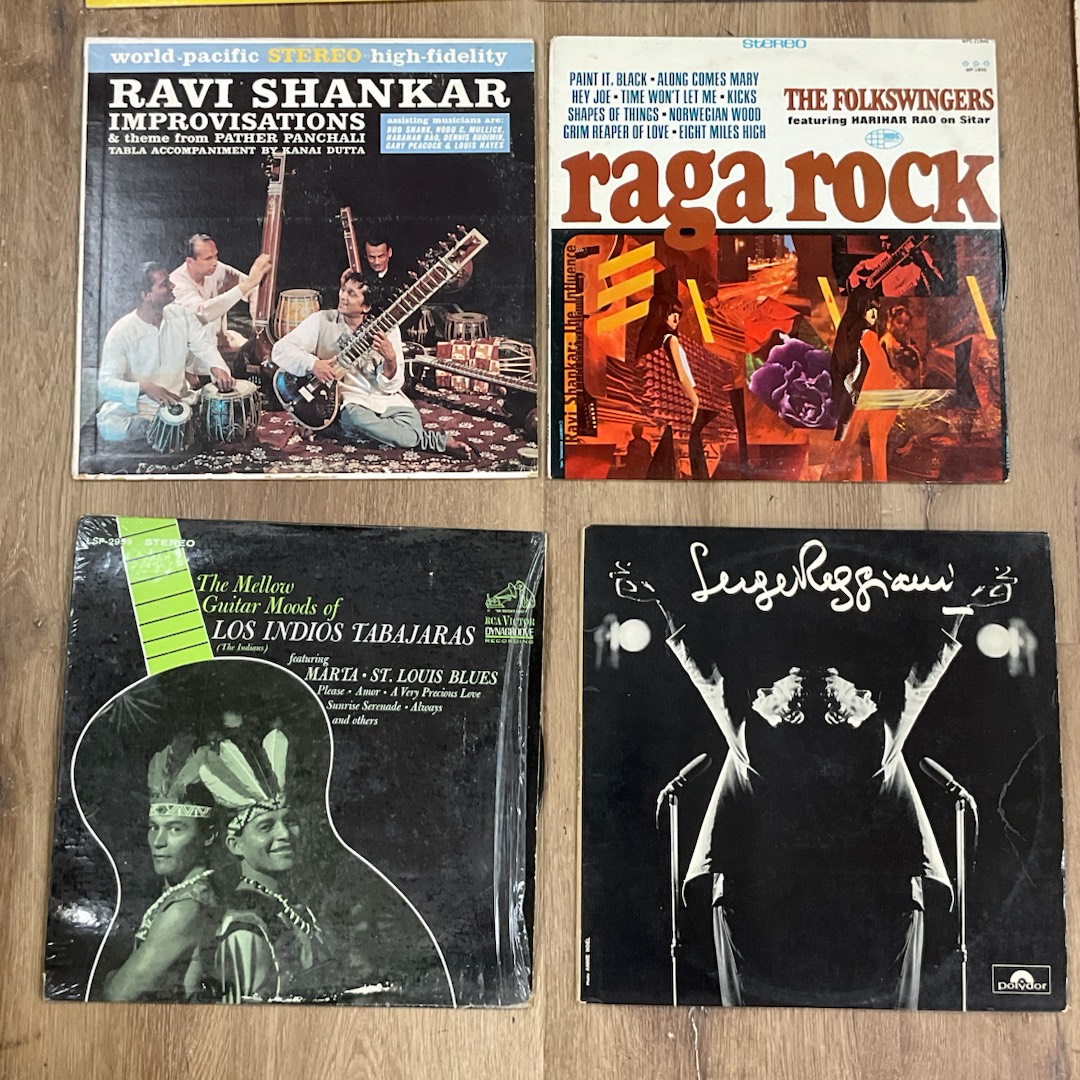 world-pacific STEREO high-fidelity
RAVI SHANKAR
IMPROVISATIONS
& theme from PATHER PANCHALI
TABLA ACCOMPANIMENT BY KANAI DUTTA
assisting musicians are:
BUD SHANK, NODU C. MULLICK,
HARIHAR RAO, DENNIS BUDIMIR,
GARY PEACOCK & LOUIS HAYES
stereo
PAINT IT, BLACK • ALONG COMES MARY
HEY JOE • TIME WON'T LET ME • KICKS
SHAPES OF THINGS • NORWEGIAN WOOD
GRIM REAPER OF LOVE • EIGHT MILES HIGH
THE FOLKSWINGERS
featuring HARIHAR RAO on Sitar
raga rock
Ravi Shankar: The Influence
STEREO
The Mellow
Guitar Moods of
LOS INDIOS TABAJARAS
(The Indians)
featuring
MARTA • ST. LOUIS BLUES
Please • Amor • A Very Precious Love
Sunrise Serenade • Always
and others
RCA VICTOR
DYNAGROOVE
RECORDING
Serge Reggiani
polydor